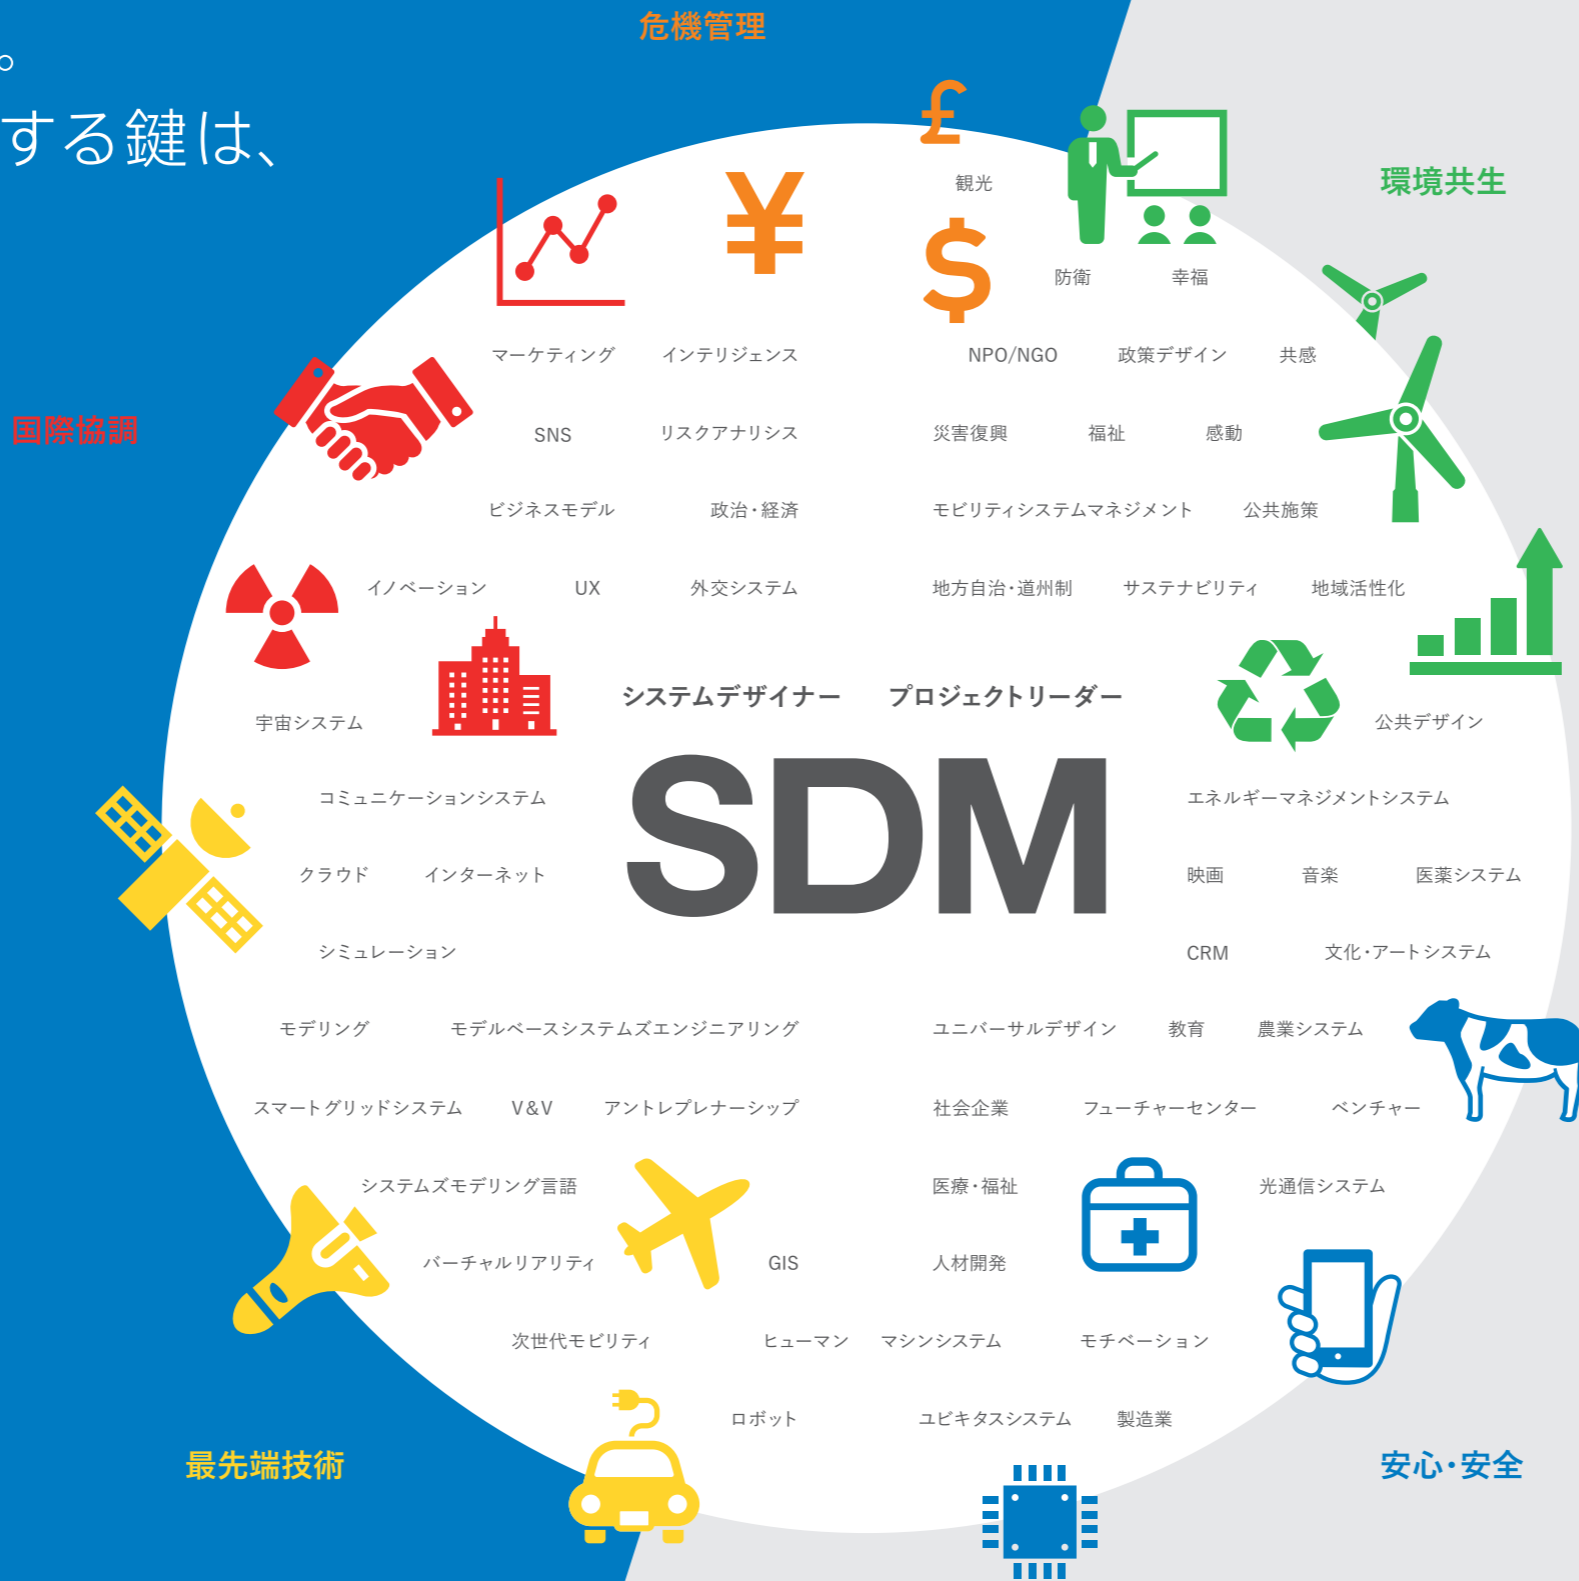 危機管理
。
する鍵は、
環境共生
観光
防衛 幸福
マーケティング インテリジェンス NPO/NGO 政策デザイン 共感
国際協調
SNS リスクアナリシス 災害復興 福祉 感動
ビジネスモデル 政治・経済 モビリティシステムマネジメント 公共施策
イノベーション UX 外交システム 地方自治・道州制 サステナビリティ 地域活性化
システムデザイナー プロジェクトリーダー
宇宙システム 公共デザイン
SDM
コミュニケーションシステム エネルギーマネジメントシステム
クラウド インターネット 映画 音楽 医薬システム
シミュレーション CRM 文化・アートシステム
モデリング モデルベースシステムズエンジニアリング ユニバーサルデザイン 教育 農業システム
スマートグリッドシステム V&V アントレプレナーシップ 社会企業 フューチャーセンター ベンチャー
システムズモデリング言語 医療・福祉 光通信システム
バーチャルリアリティ GIS 人材開発
次世代モビリティ ヒューマン マシンシステム モチベーション
ロボット ユビキタスシステム 製造業
最先端技術 安心・安全